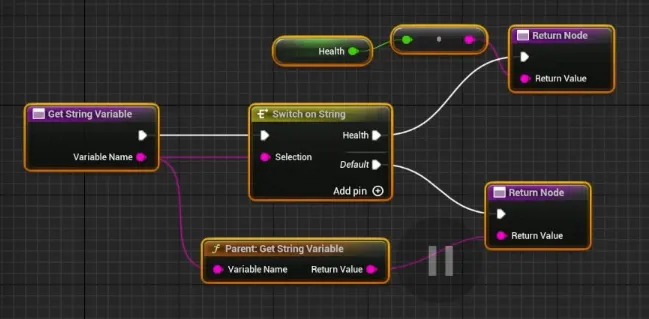 Health
Return Node
Return Value
Get String Variable
Variable Name
Switch on String
Health
Selection
Default
Add pin
Return Node
Return Value
Parent: Get String Variable
Variable Name
Return Value